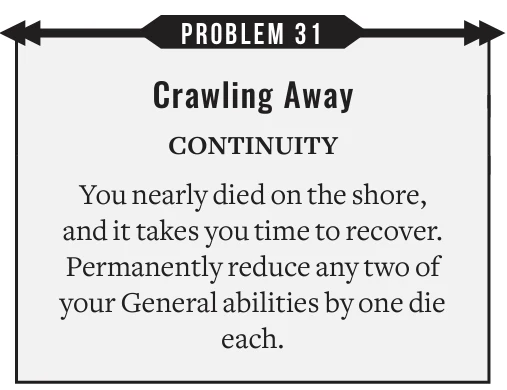 PROBLEM 31
Crawling Away
CONTINUITY
You nearly died on the shore,
and it takes you time to recover.
Permanently reduce any two of
your General abilities by one die
each.